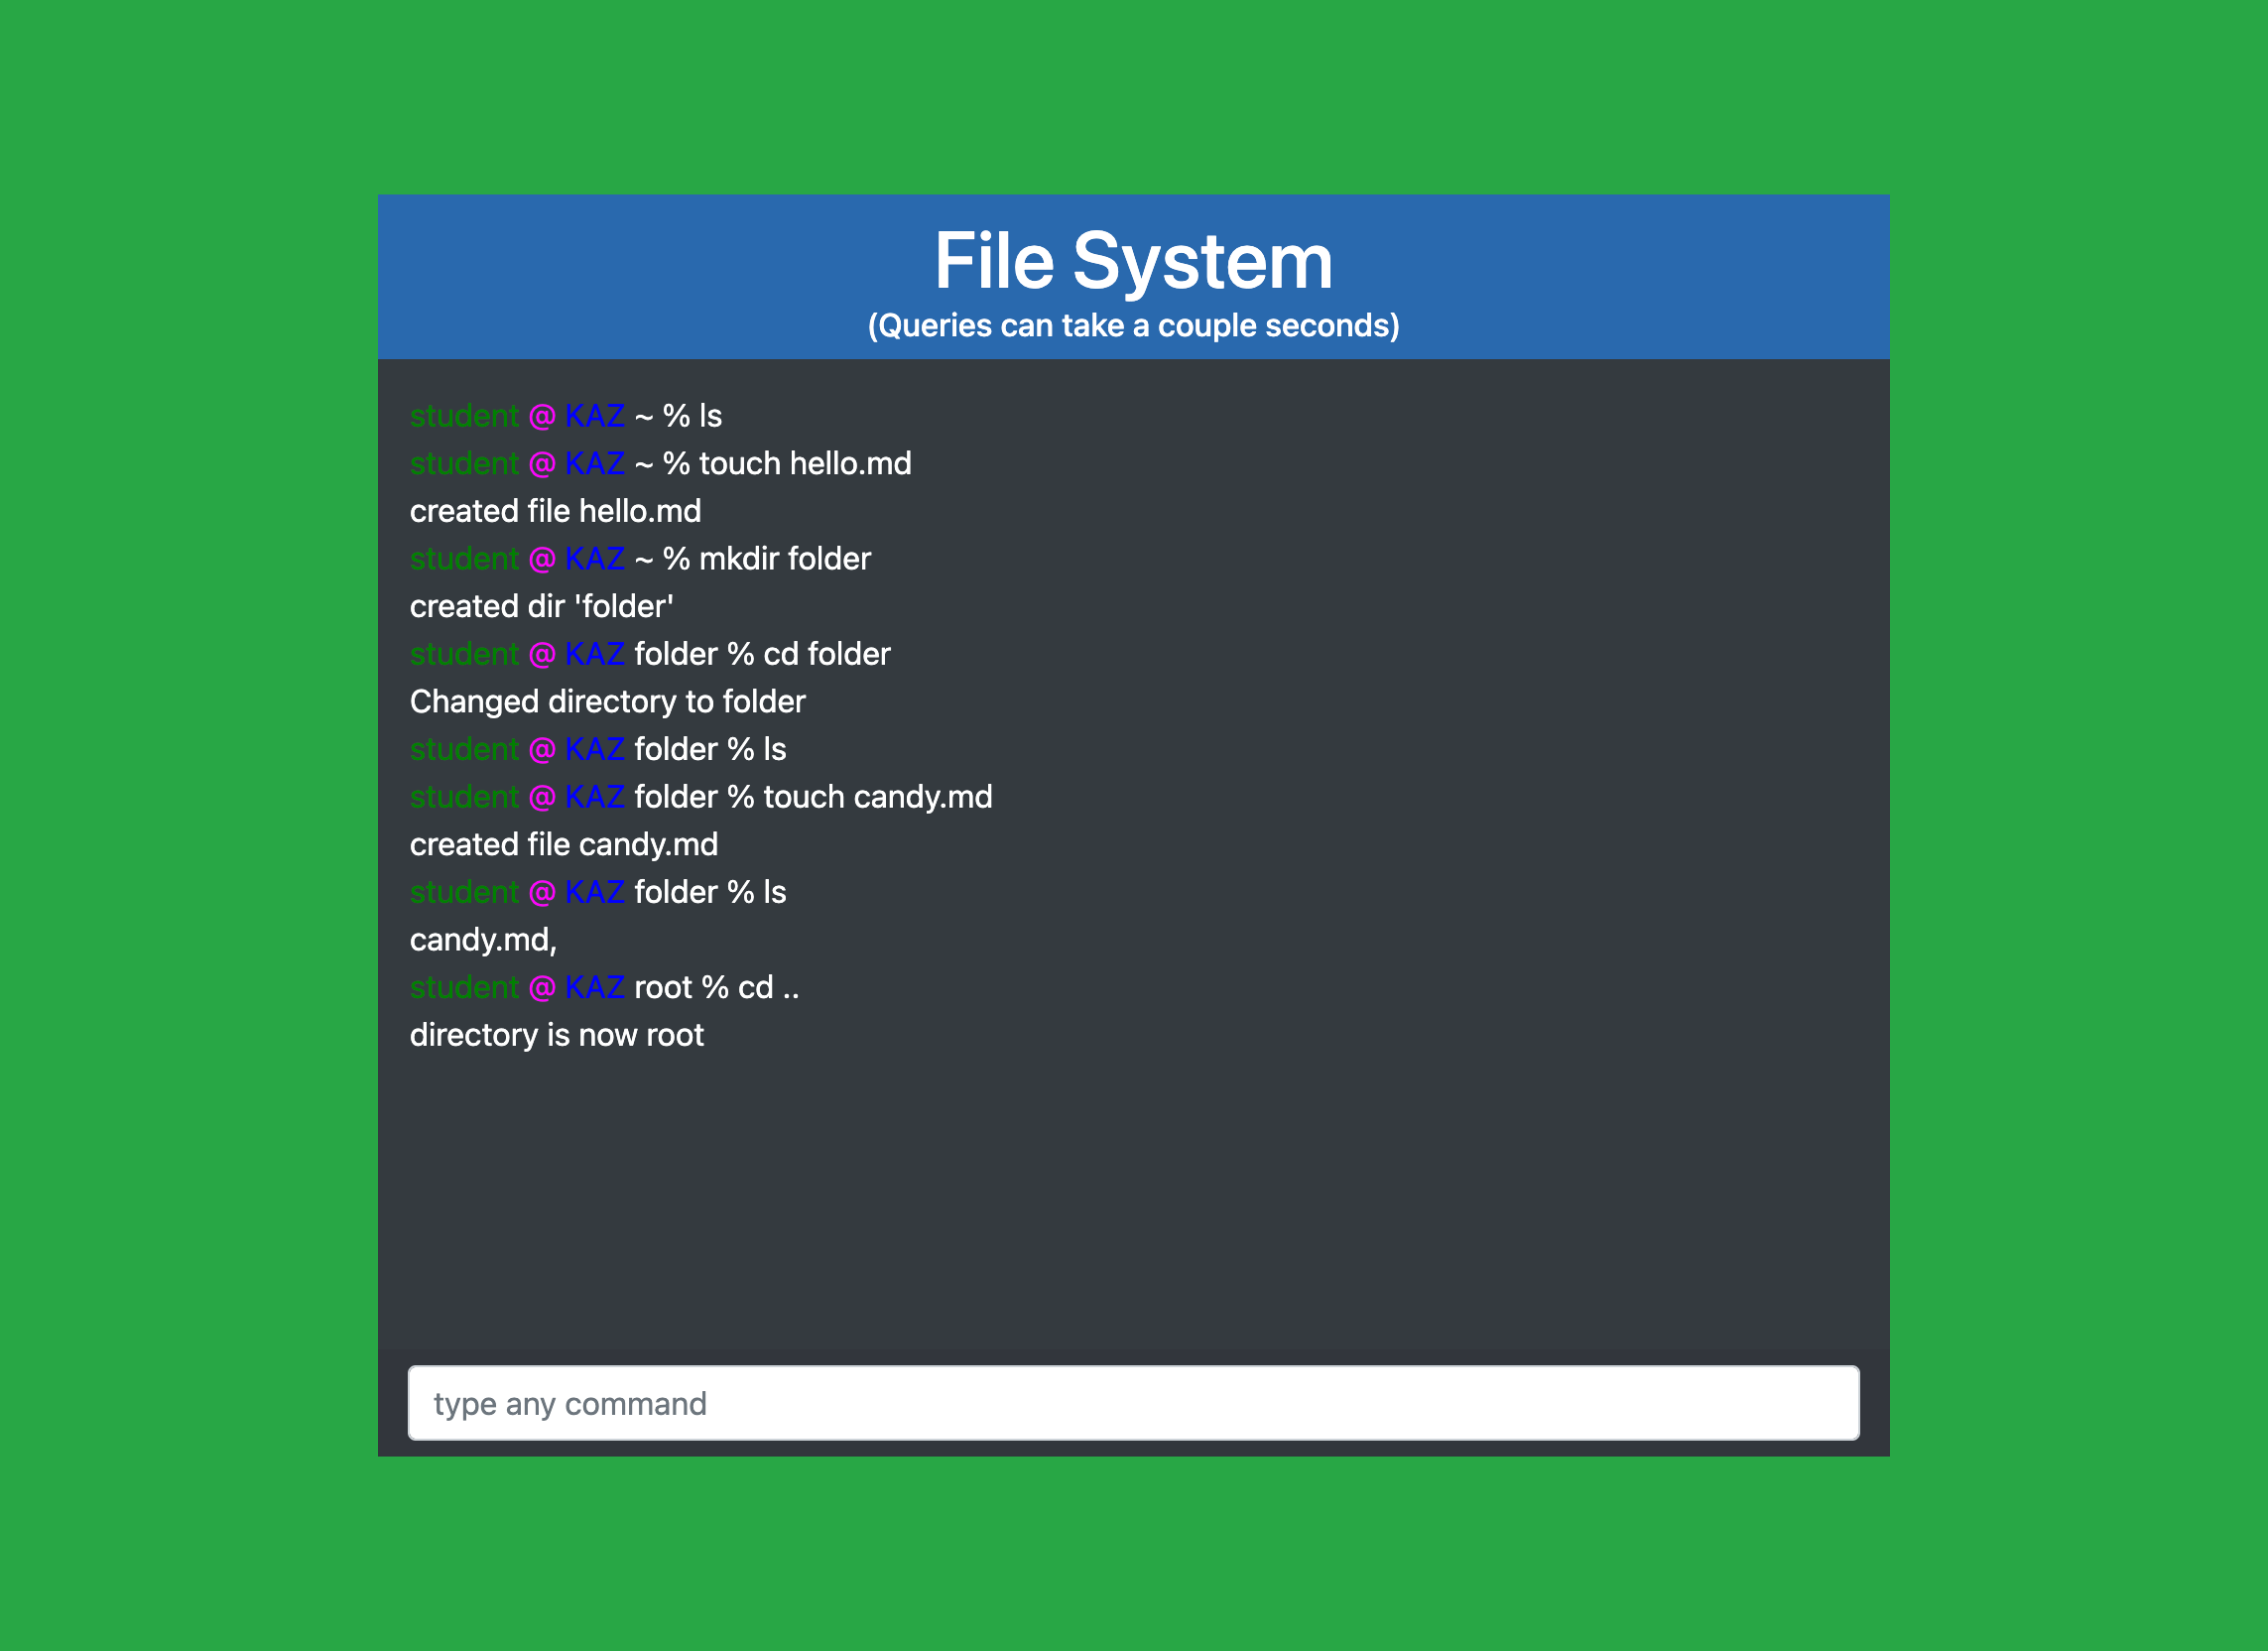 File System
(Queries can take a couple seconds)
student @ KAZ ~ % ls
student @ KAZ ~ % touch hello.md
created file hello.md
student @ KAZ ~ % mkdir folder
created dir 'folder'
student @ KAZ folder % cd folder
Changed directory to folder
student @ KAZ folder % ls
student @ KAZ folder % touch candy.md
created file candy.md
student @ KAZ folder % ls
candy.md,
student @ KAZ root % cd ..
directory is now root
type any command